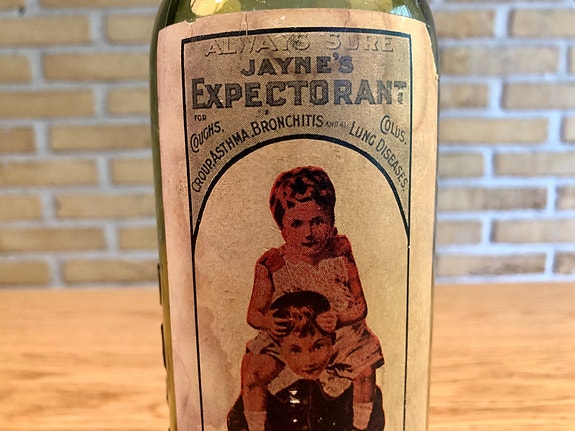 ALWAYS SURE
JAYNE'S
EXPECTORANT
FOR
COUGHS, COLDS,
CROUP, ASTHMA, BRONCHITIS AND ALL LUNG DISEASES.